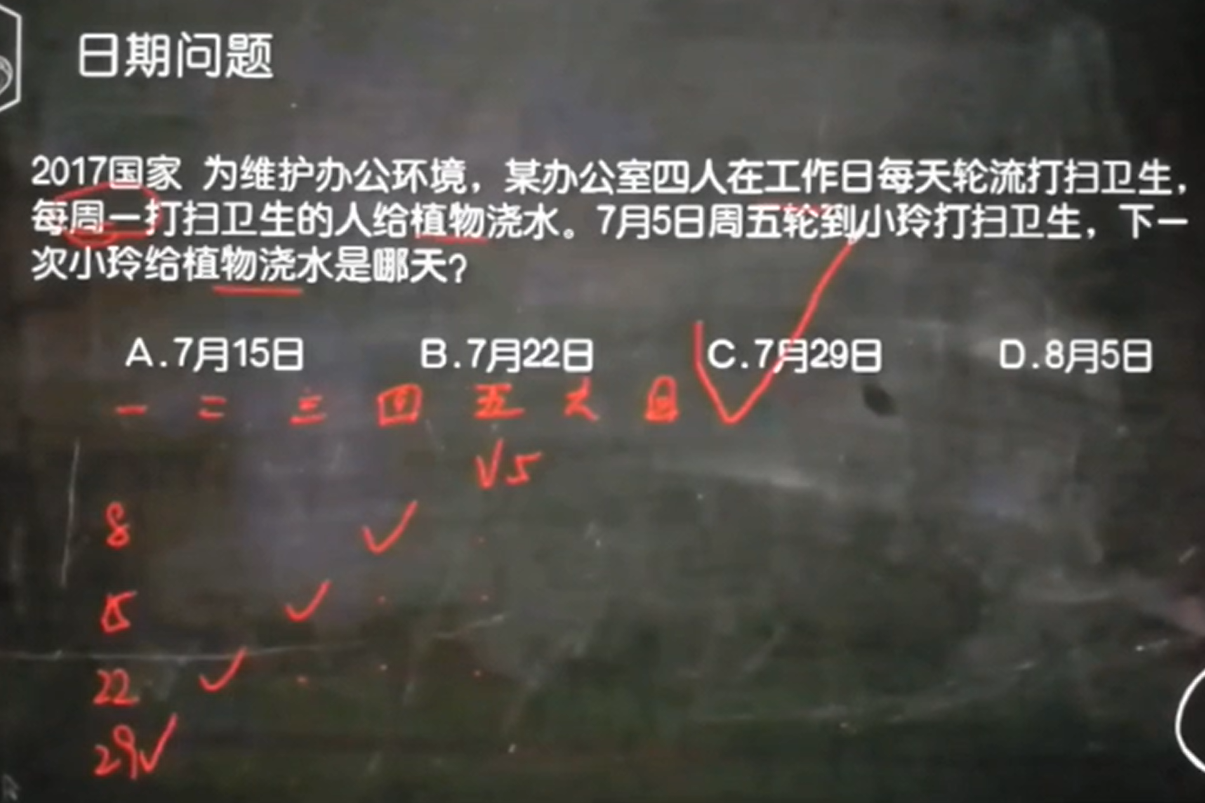 日期问题
2017国家 为维护办公环境，某办公室四人在工作日每天轮流打扫卫生，
每周一打扫卫生的人给植物浇水。7月5日周五轮到小玲打扫卫生，下一
次小玲给植物浇水是哪天？
A.7月15日 B.7月22日 C.7月29日 D.8月5日
一 二 三 四 五 六 日
√5
8 ✓
15 ✓
22 ✓
29✓